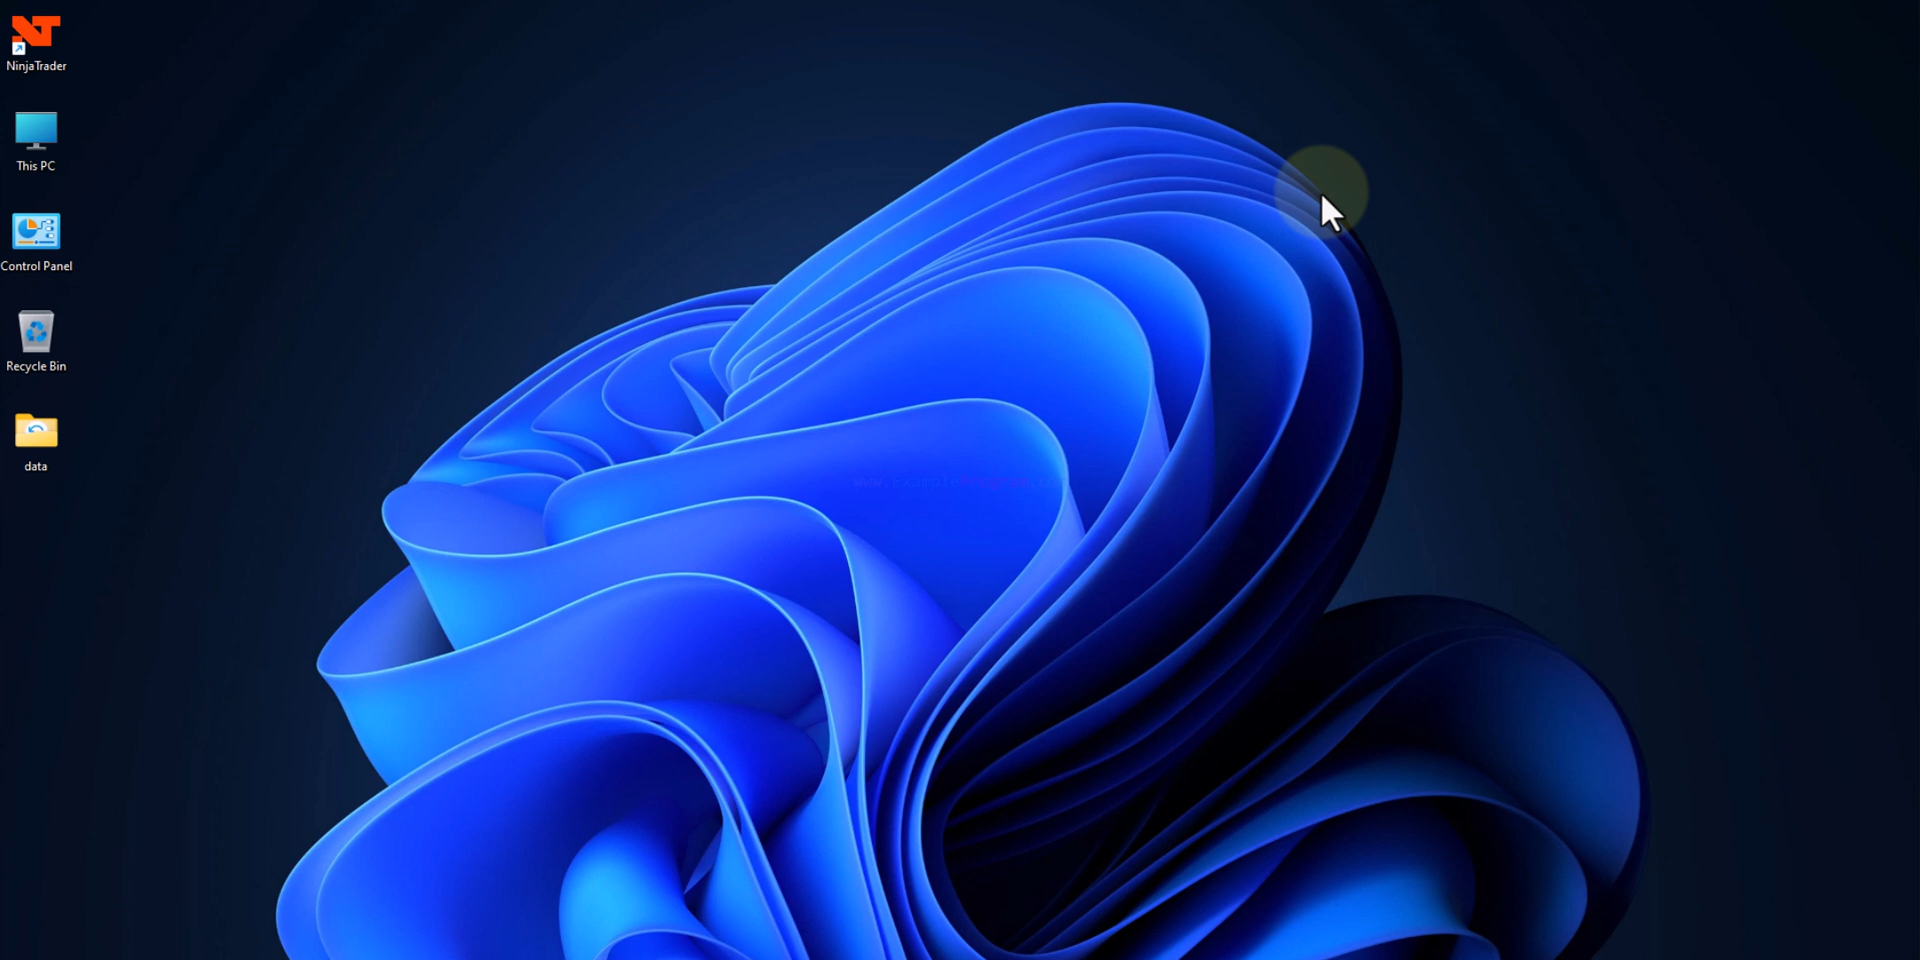 NinjaTrader
This PC
Control Panel
Recycle Bin
data